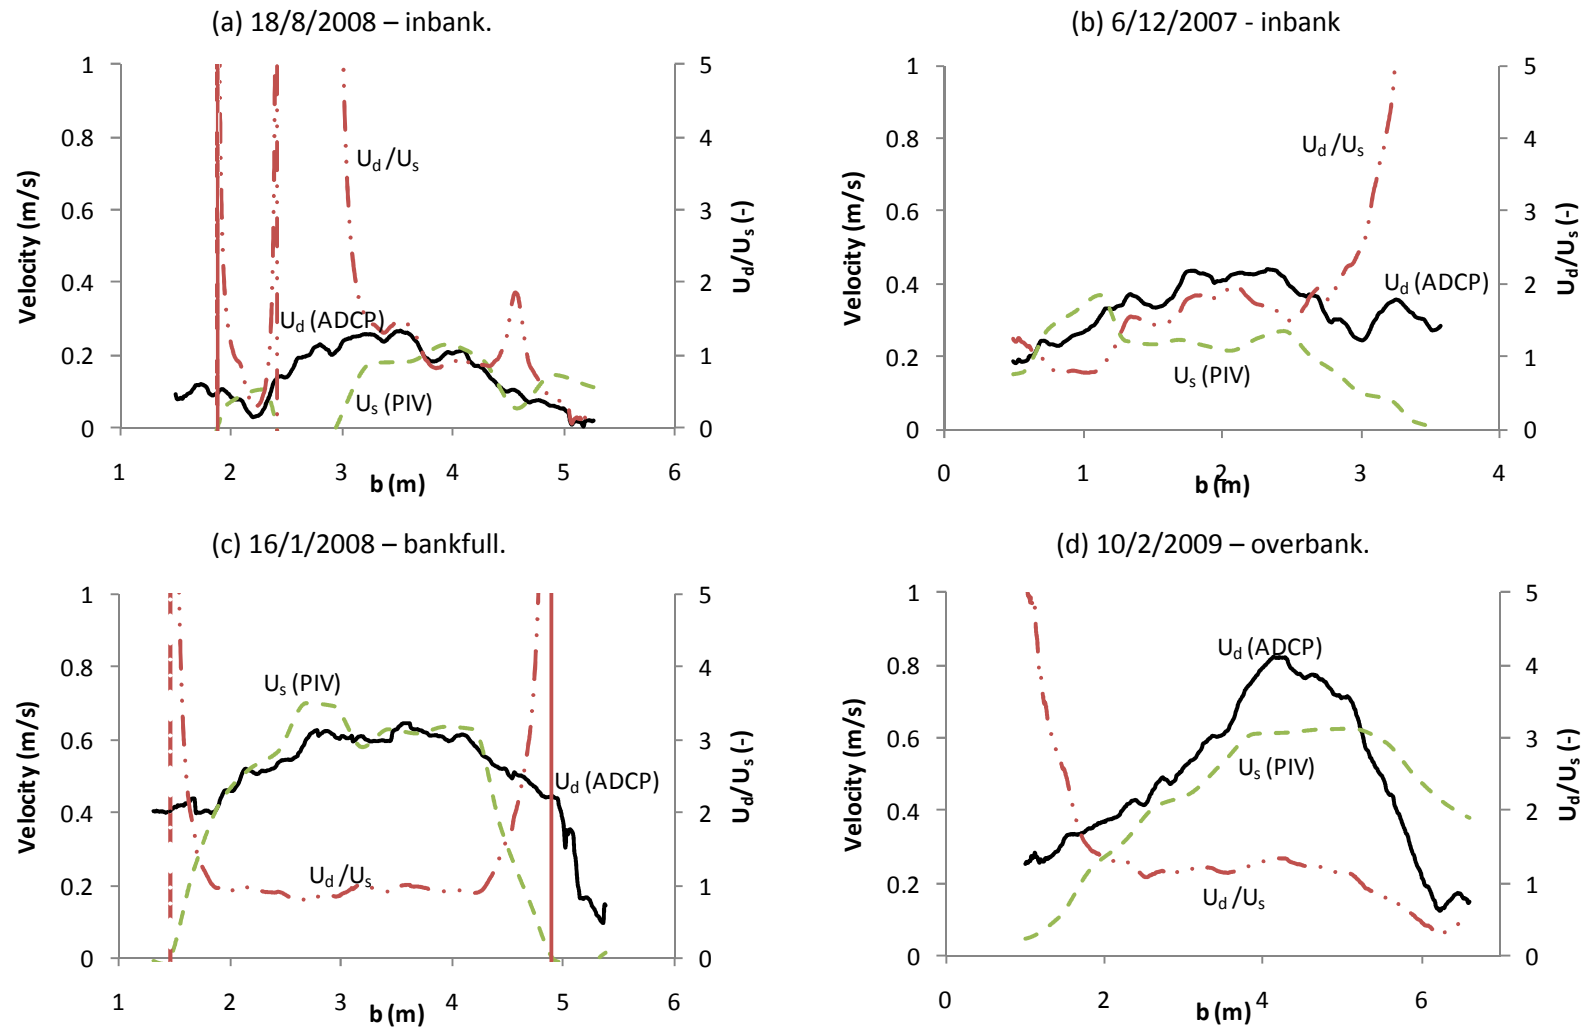 (a) 18/8/2008 – inbank.
1
0.8
0.6
0.4
0.2
0
Velocity (m/s)
5
4
3
2
1
0
Ud/Us (-)
Ud /Us
Ud (ADCP)
Us (PIV)
1 2 3 4 5 6
b (m)
(b) 6/12/2007 - inbank
1
0.8
0.6
0.4
0.2
0
Velocity (m/s)
5
4
3
2
1
0
Ud/Us (-)
Ud /Us
Ud (ADCP)
Us (PIV)
0 1 2 3 4
b (m)
(c) 16/1/2008 – bankfull.
1
0.8
0.6
0.4
0.2
0
Velocity (m/s)
5
4
3
2
1
0
Ud/Us (-)
Us (PIV)
Ud (ADCP)
Ud /Us
1 2 3 4 5 6
b (m)
(d) 10/2/2009 – overbank.
1
0.8
0.6
0.4
0.2
0
Velocity (m/s)
5
4
3
2
1
0
Ud/Us (-)
Ud (ADCP)
Us (PIV)
Ud /Us
0 2 4 6
b (m)